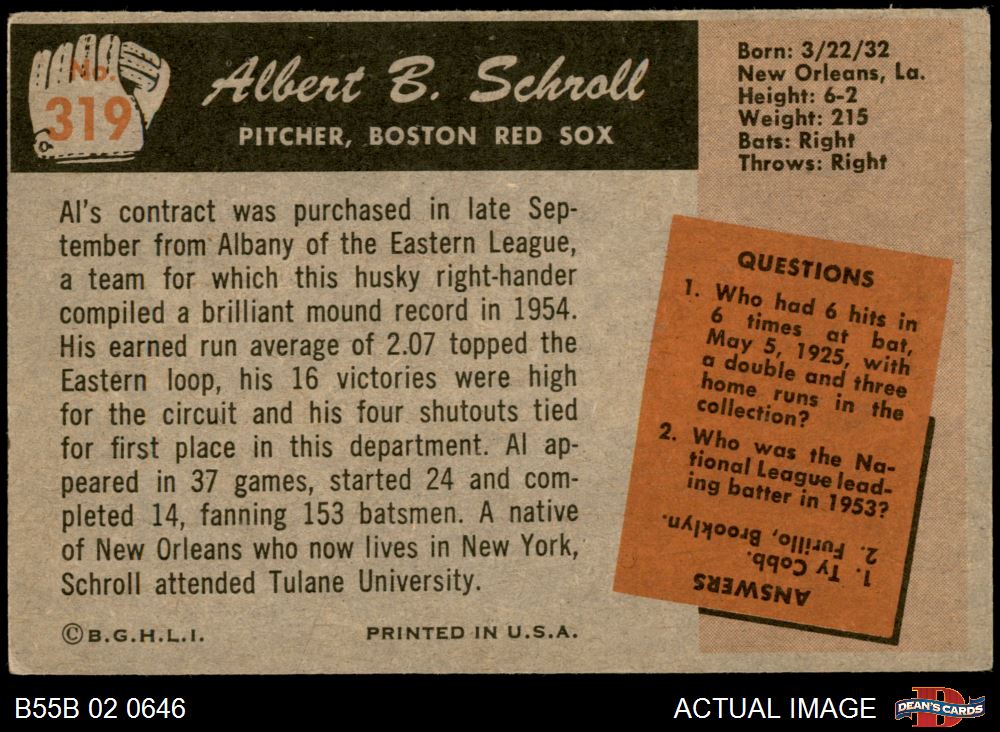 No.
319
Albert B. Schroll
PITCHER, BOSTON RED SOX
Born: 3/22/32
New Orleans, La.
Height: 6-2
Weight: 215
Bats: Right
Throws: Right
Al's contract was purchased in late Sep-
tember from Albany of the Eastern League,
a team for which this husky right-hander
compiled a brilliant mound record in 1954.
His earned run average of 2.07 topped the
Eastern loop, his 16 victories were high
for the circuit and his four shutouts tied
for first place in this department. Al ap-
peared in 37 games, started 24 and com-
pleted 14, fanning 153 batsmen. A native
of New Orleans who now lives in New York,
Schroll attended Tulane University.
©B.G.H.L.I.
PRINTED IN U.S.A.
QUESTIONS
1. Who had 6 hits in
6 times at bat,
May 5, 1925, with
a double and three
home runs in the
collection?
2. Who was the Na-
tional League lead-
ing batter in 1953?
ANSWERS
1. Ty Cobb.
2. Furillo, Brooklyn.
B55B 02 0646
ACTUAL IMAGE
D
DEAN'S CARDS